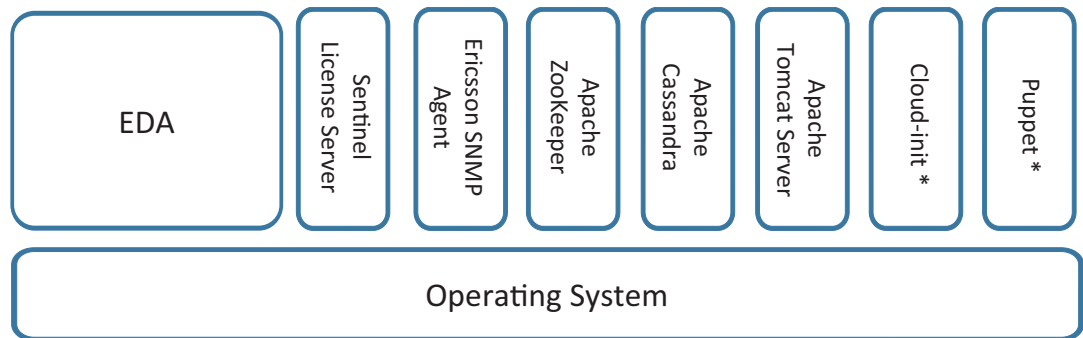 EDA
Sentinel
License Server
Ericsson SNMP
Agent
Apache
ZooKeeper
Apache
Cassandra
Apache
Tomcat Server
Cloud-init *
Puppet *
Operating System